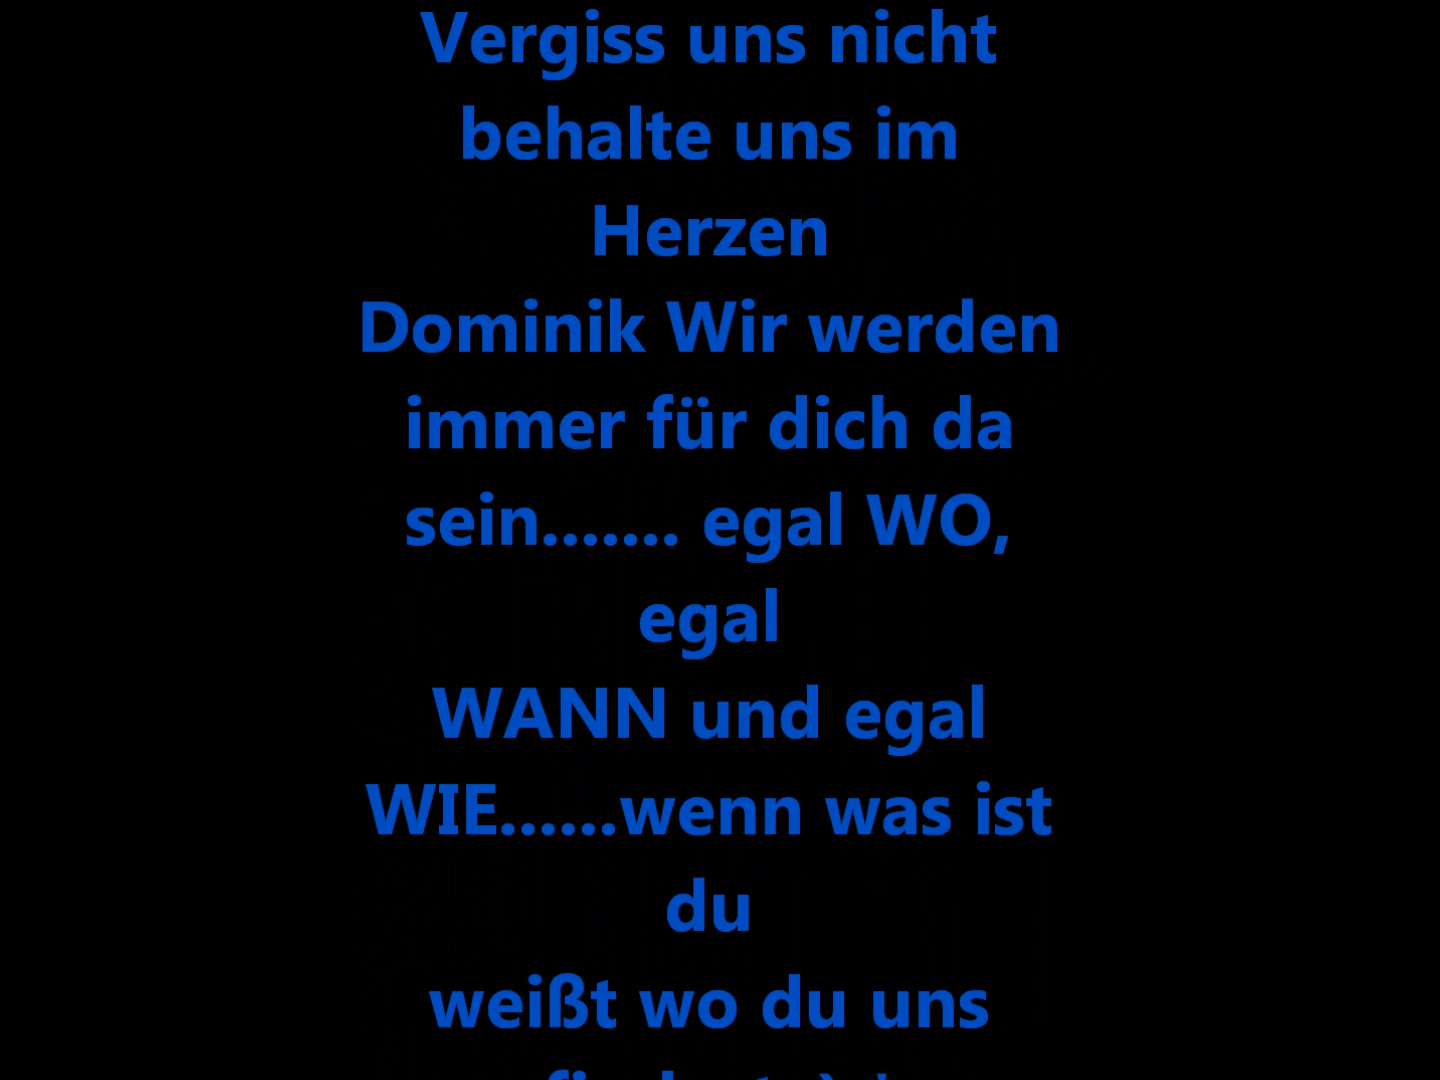 Vergiss uns nicht
behalte uns im
Herzen
Dominik Wir werden
immer für dich da
sein....... egal WO,
egal
WANN und egal
WIE......wenn was ist
du
weißt wo du uns